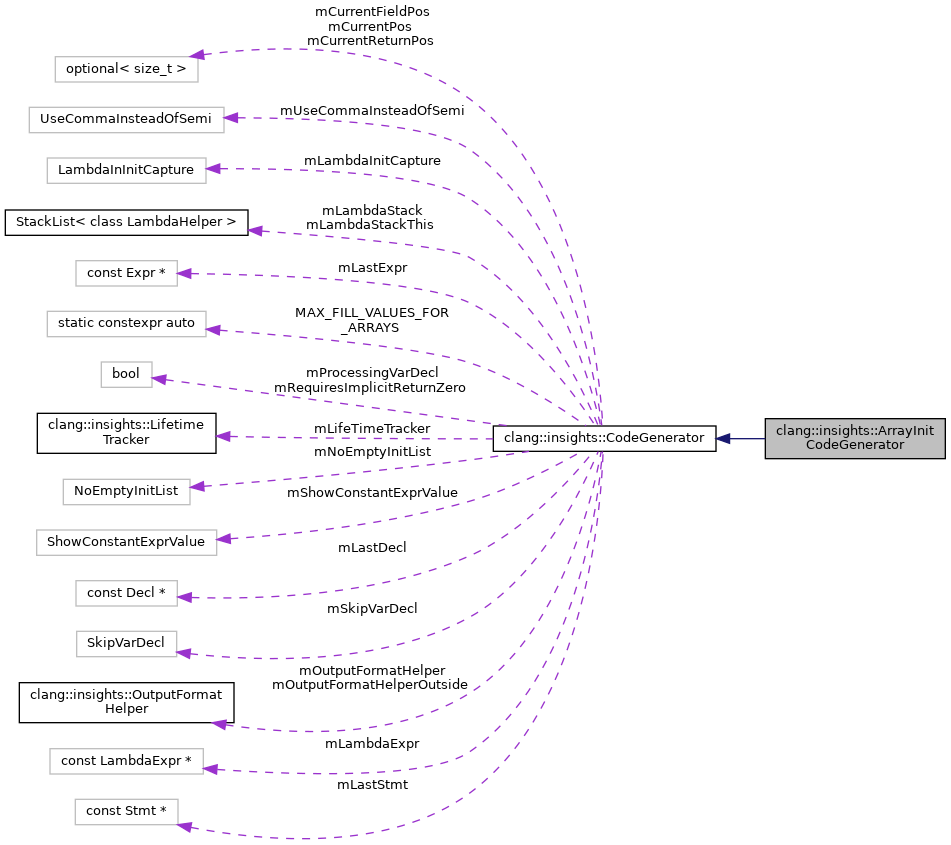 mCurrentFieldPos
mCurrentPos
mCurrentReturnPos
optional< size_t >
mUseCommaInsteadOfSemi
UseCommaInsteadOfSemi
mLambdaInitCapture
LambdaInInitCapture
mLambdaStack
mLambdaStackThis
StackList< class LambdaHelper >
mLastExpr
const Expr *
MAX_FILL_VALUES_FOR
_ARRAYS
static constexpr auto
mProcessingVarDecl
mRequiresImplicitReturnZero
bool
clang::insights::Lifetime
Tracker
mLifeTimeTracker
clang::insights::CodeGenerator
clang::insights::ArrayInit
CodeGenerator
mNoEmptyInitList
NoEmptyInitList
mShowConstantExprValue
ShowConstantExprValue
mLastDecl
const Decl *
mSkipVarDecl
SkipVarDecl
mOutputFormatHelper
mOutputFormatHelperOutside
clang::insights::OutputFormat
Helper
mLambdaExpr
const LambdaExpr *
mLastStmt
const Stmt *